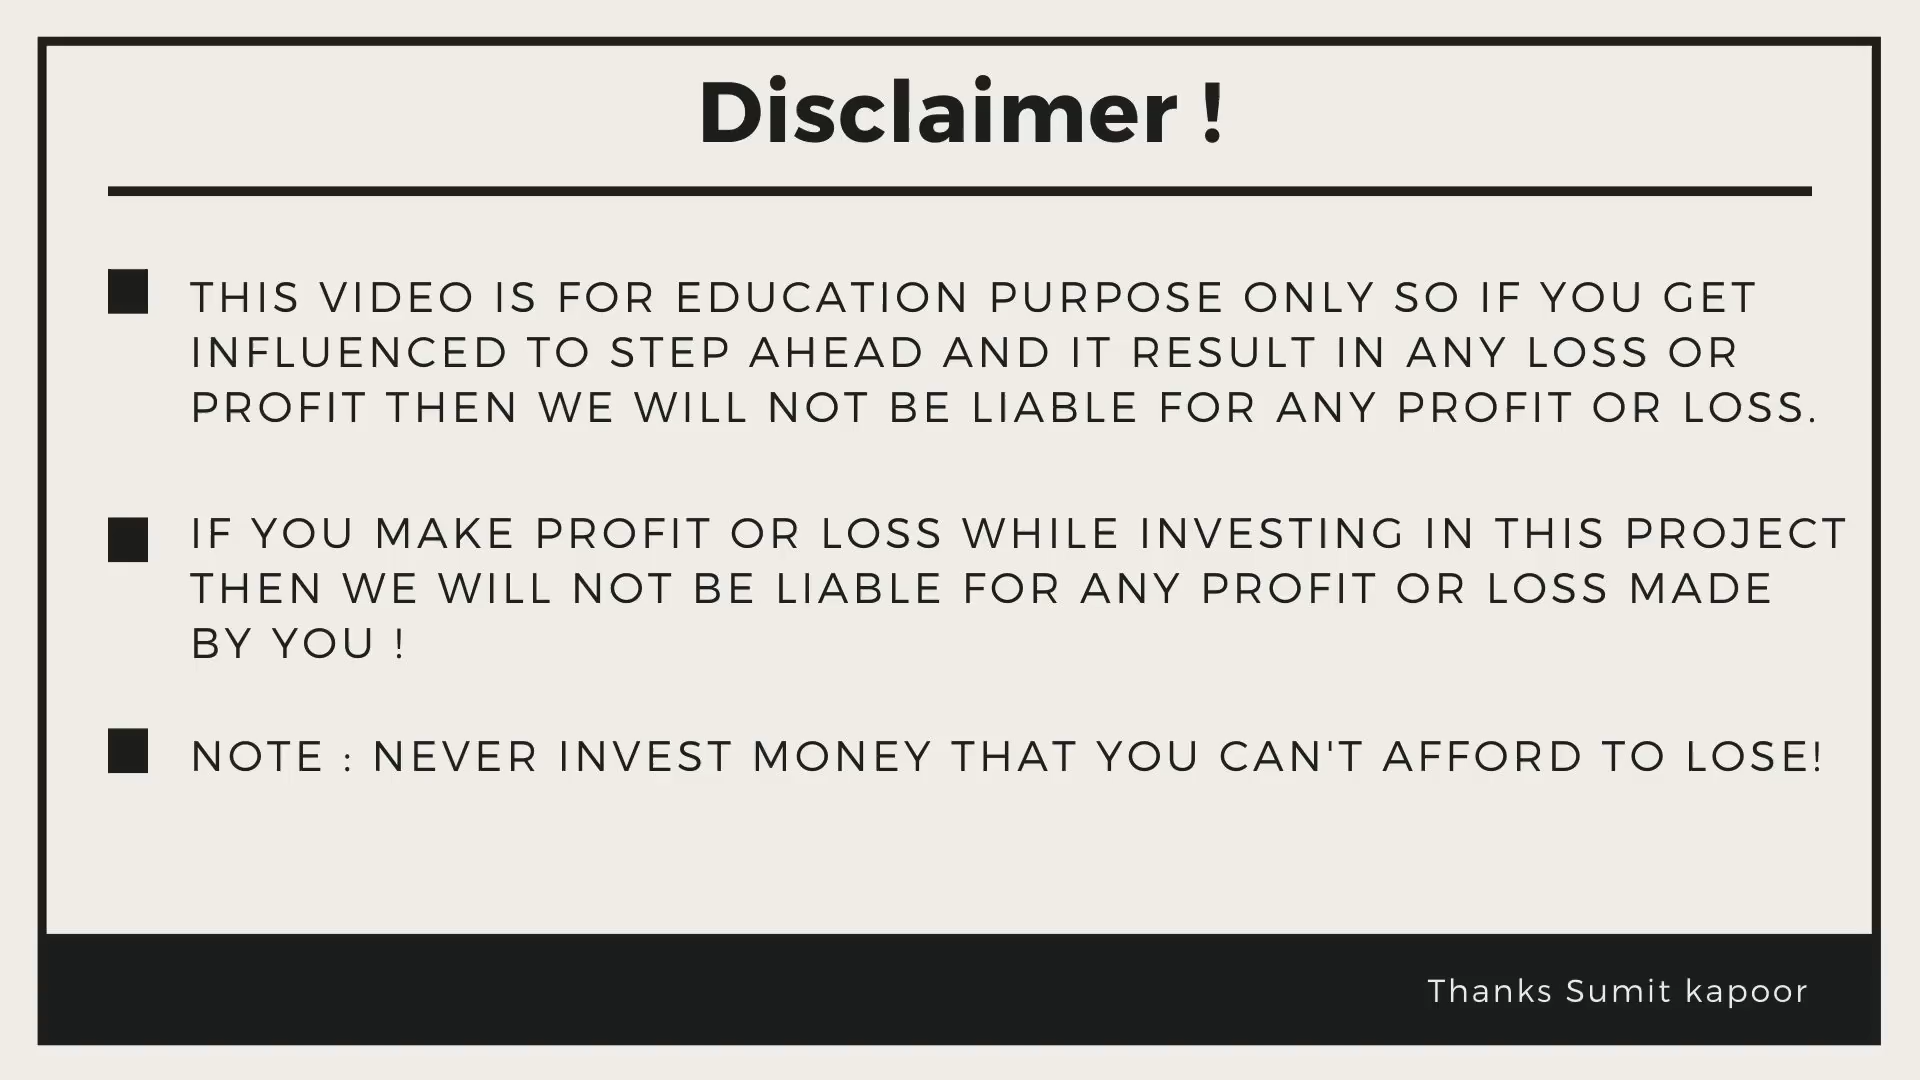 Disclaimer !
THIS VIDEO IS FOR EDUCATION PURPOSE ONLY SO IF YOU GET
INFLUENCED TO STEP AHEAD AND IT RESULT IN ANY LOSS OR
PROFIT THEN WE WILL NOT BE LIABLE FOR ANY PROFIT OR LOSS.
IF YOU MAKE PROFIT OR LOSS WHILE INVESTING IN THIS PROJECT
THEN WE WILL NOT BE LIABLE FOR ANY PROFIT OR LOSS MADE
BY YOU !
NOTE : NEVER INVEST MONEY THAT YOU CAN'T AFFORD TO LOSE!
Thanks Sumit kapoor